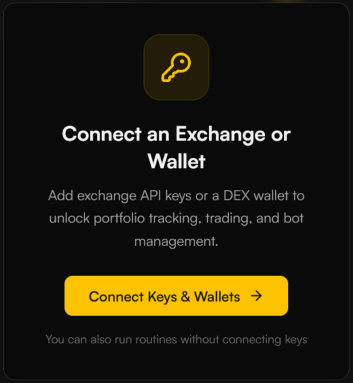 Connect an Exchange or
Wallet
Add exchange API keys or a DEX wallet to
unlock portfolio tracking, trading, and bot
management.
Connect Keys & Wallets →
You can also run routines without connecting keys